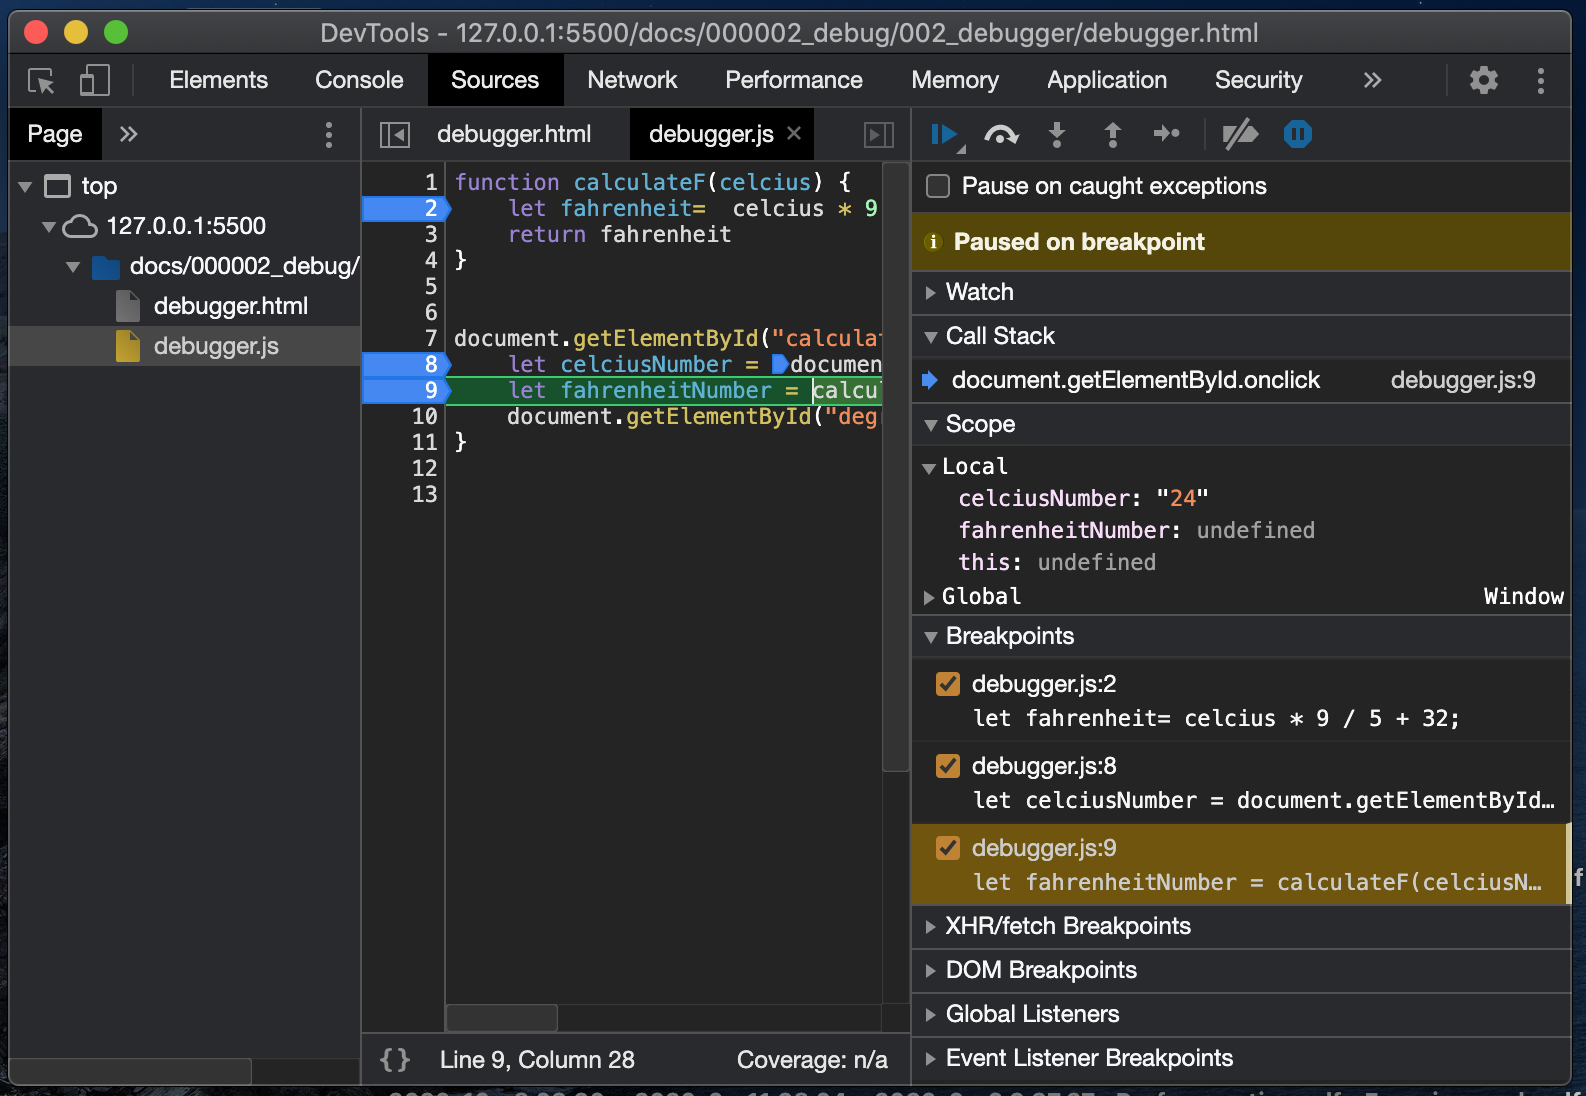 DevTools - 127.0.0.1:5500/docs/000002_debug/002_debugger/debugger.html
Elements Console Sources Network Performance Memory Application Security »
Page »
debugger.html debugger.js ×
top
127.0.0.1:5500
docs/000002_debug/
debugger.html
debugger.js
1 function calculateF(celcius) {
2 let fahrenheit= celcius * 9
3 return fahrenheit
4 }
5
6
7 document.getElementById("calculat
8 let celciusNumber = documen
9 let fahrenheitNumber = calcu
10 document.getElementById("deg
11 }
12
13
{} Line 9, Column 28 Coverage: n/a
Pause on caught exceptions
Paused on breakpoint
Watch
Call Stack
document.getElementById.onclick debugger.js:9
Scope
Local
celciusNumber: "24"
fahrenheitNumber: undefined
this: undefined
Global Window
Breakpoints
debugger.js:2
let fahrenheit= celcius * 9 / 5 + 32;
debugger.js:8
let celciusNumber = document.getElementById…
debugger.js:9
let fahrenheitNumber = calculateF(celciusN…
XHR/fetch Breakpoints
DOM Breakpoints
Global Listeners
Event Listener Breakpoints